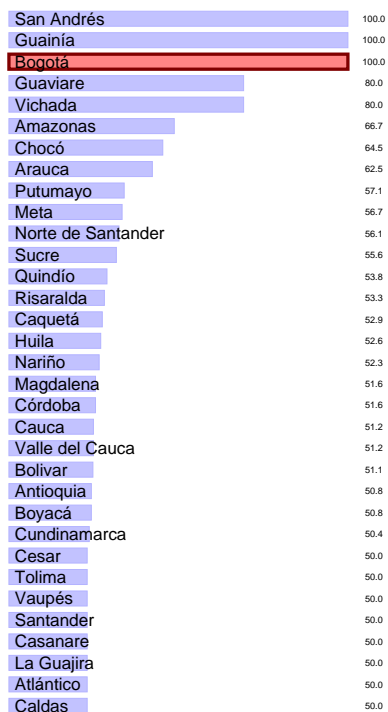 San Andrés 100.0
Guainía 100.0
Bogotá 100.0
Guaviare 80.0
Vichada 80.0
Amazonas 66.7
Chocó 64.5
Arauca 62.5
Putumayo 57.1
Meta 56.7
Norte de Santander 56.1
Sucre 55.6
Quindío 53.8
Risaralda 53.3
Caquetá 52.9
Huila 52.6
Nariño 52.3
Magdalena 51.6
Córdoba 51.6
Cauca 51.2
Valle del Cauca 51.2
Bolivar 51.1
Antioquia 50.8
Boyacá 50.8
Cundinamarca 50.4
Cesar 50.0
Tolima 50.0
Vaupés 50.0
Santander 50.0
Casanare 50.0
La Guajira 50.0
Atlántico 50.0
Caldas 50.0